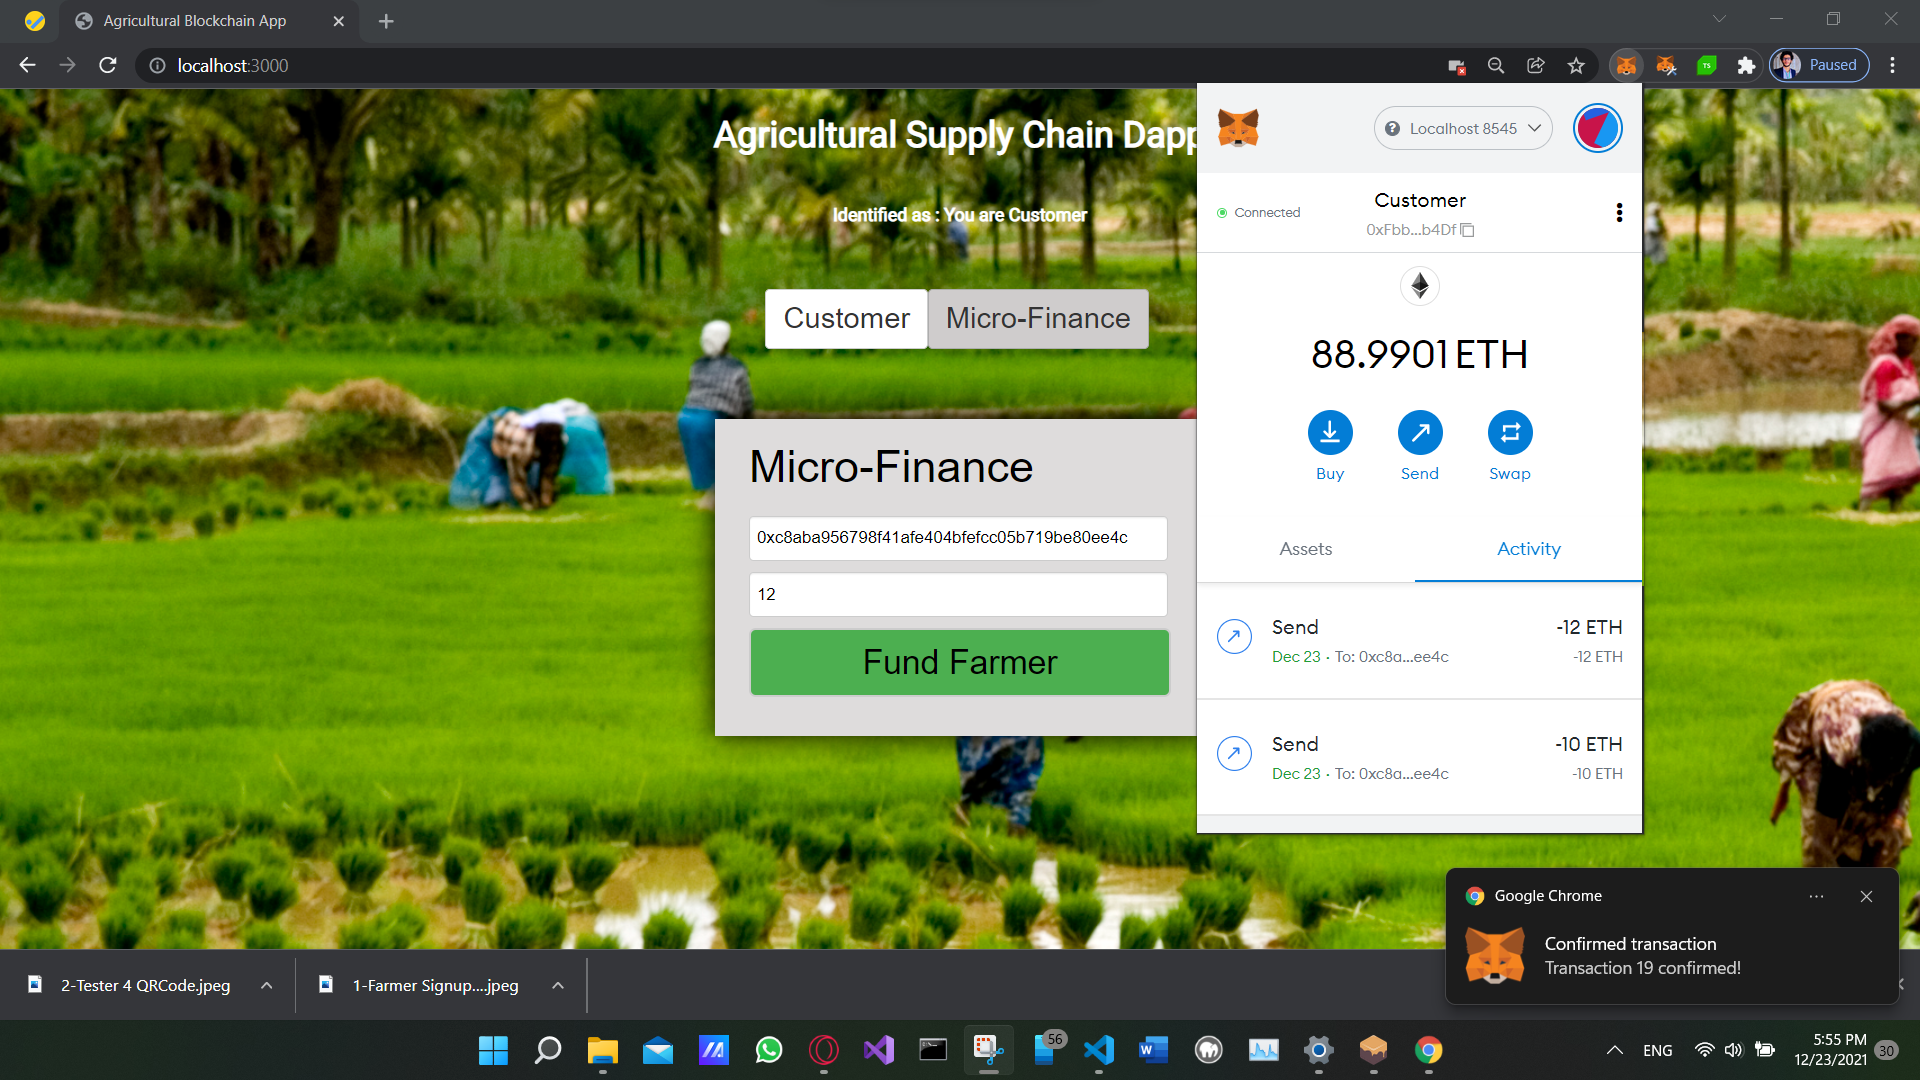 Agricultural Blockchain App
localhost:3000
TS
Paused
Agricultural Supply Chain Dapp
Identified as : You are Customer
Customer
Micro-Finance
Micro-Finance
0xc8aba956798f41afe404bfefcc05b719be80ee4c
12
Fund Farmer
Localhost 8545
Connected
Customer
0xFbb...b4Df
88.9901 ETH
Buy
Send
Swap
Assets
Activity
Send
-12 ETH
Dec 23 · To: 0xc8a...ee4c
-12 ETH
Send
-10 ETH
Dec 23 · To: 0xc8a...ee4c
-10 ETH
Google Chrome
Confirmed transaction
Transaction 19 confirmed!
2-Tester 4 QRCode.jpeg
1-Farmer Signup....jpeg
56
W
ENG
5:55 PM
12/23/2021
30